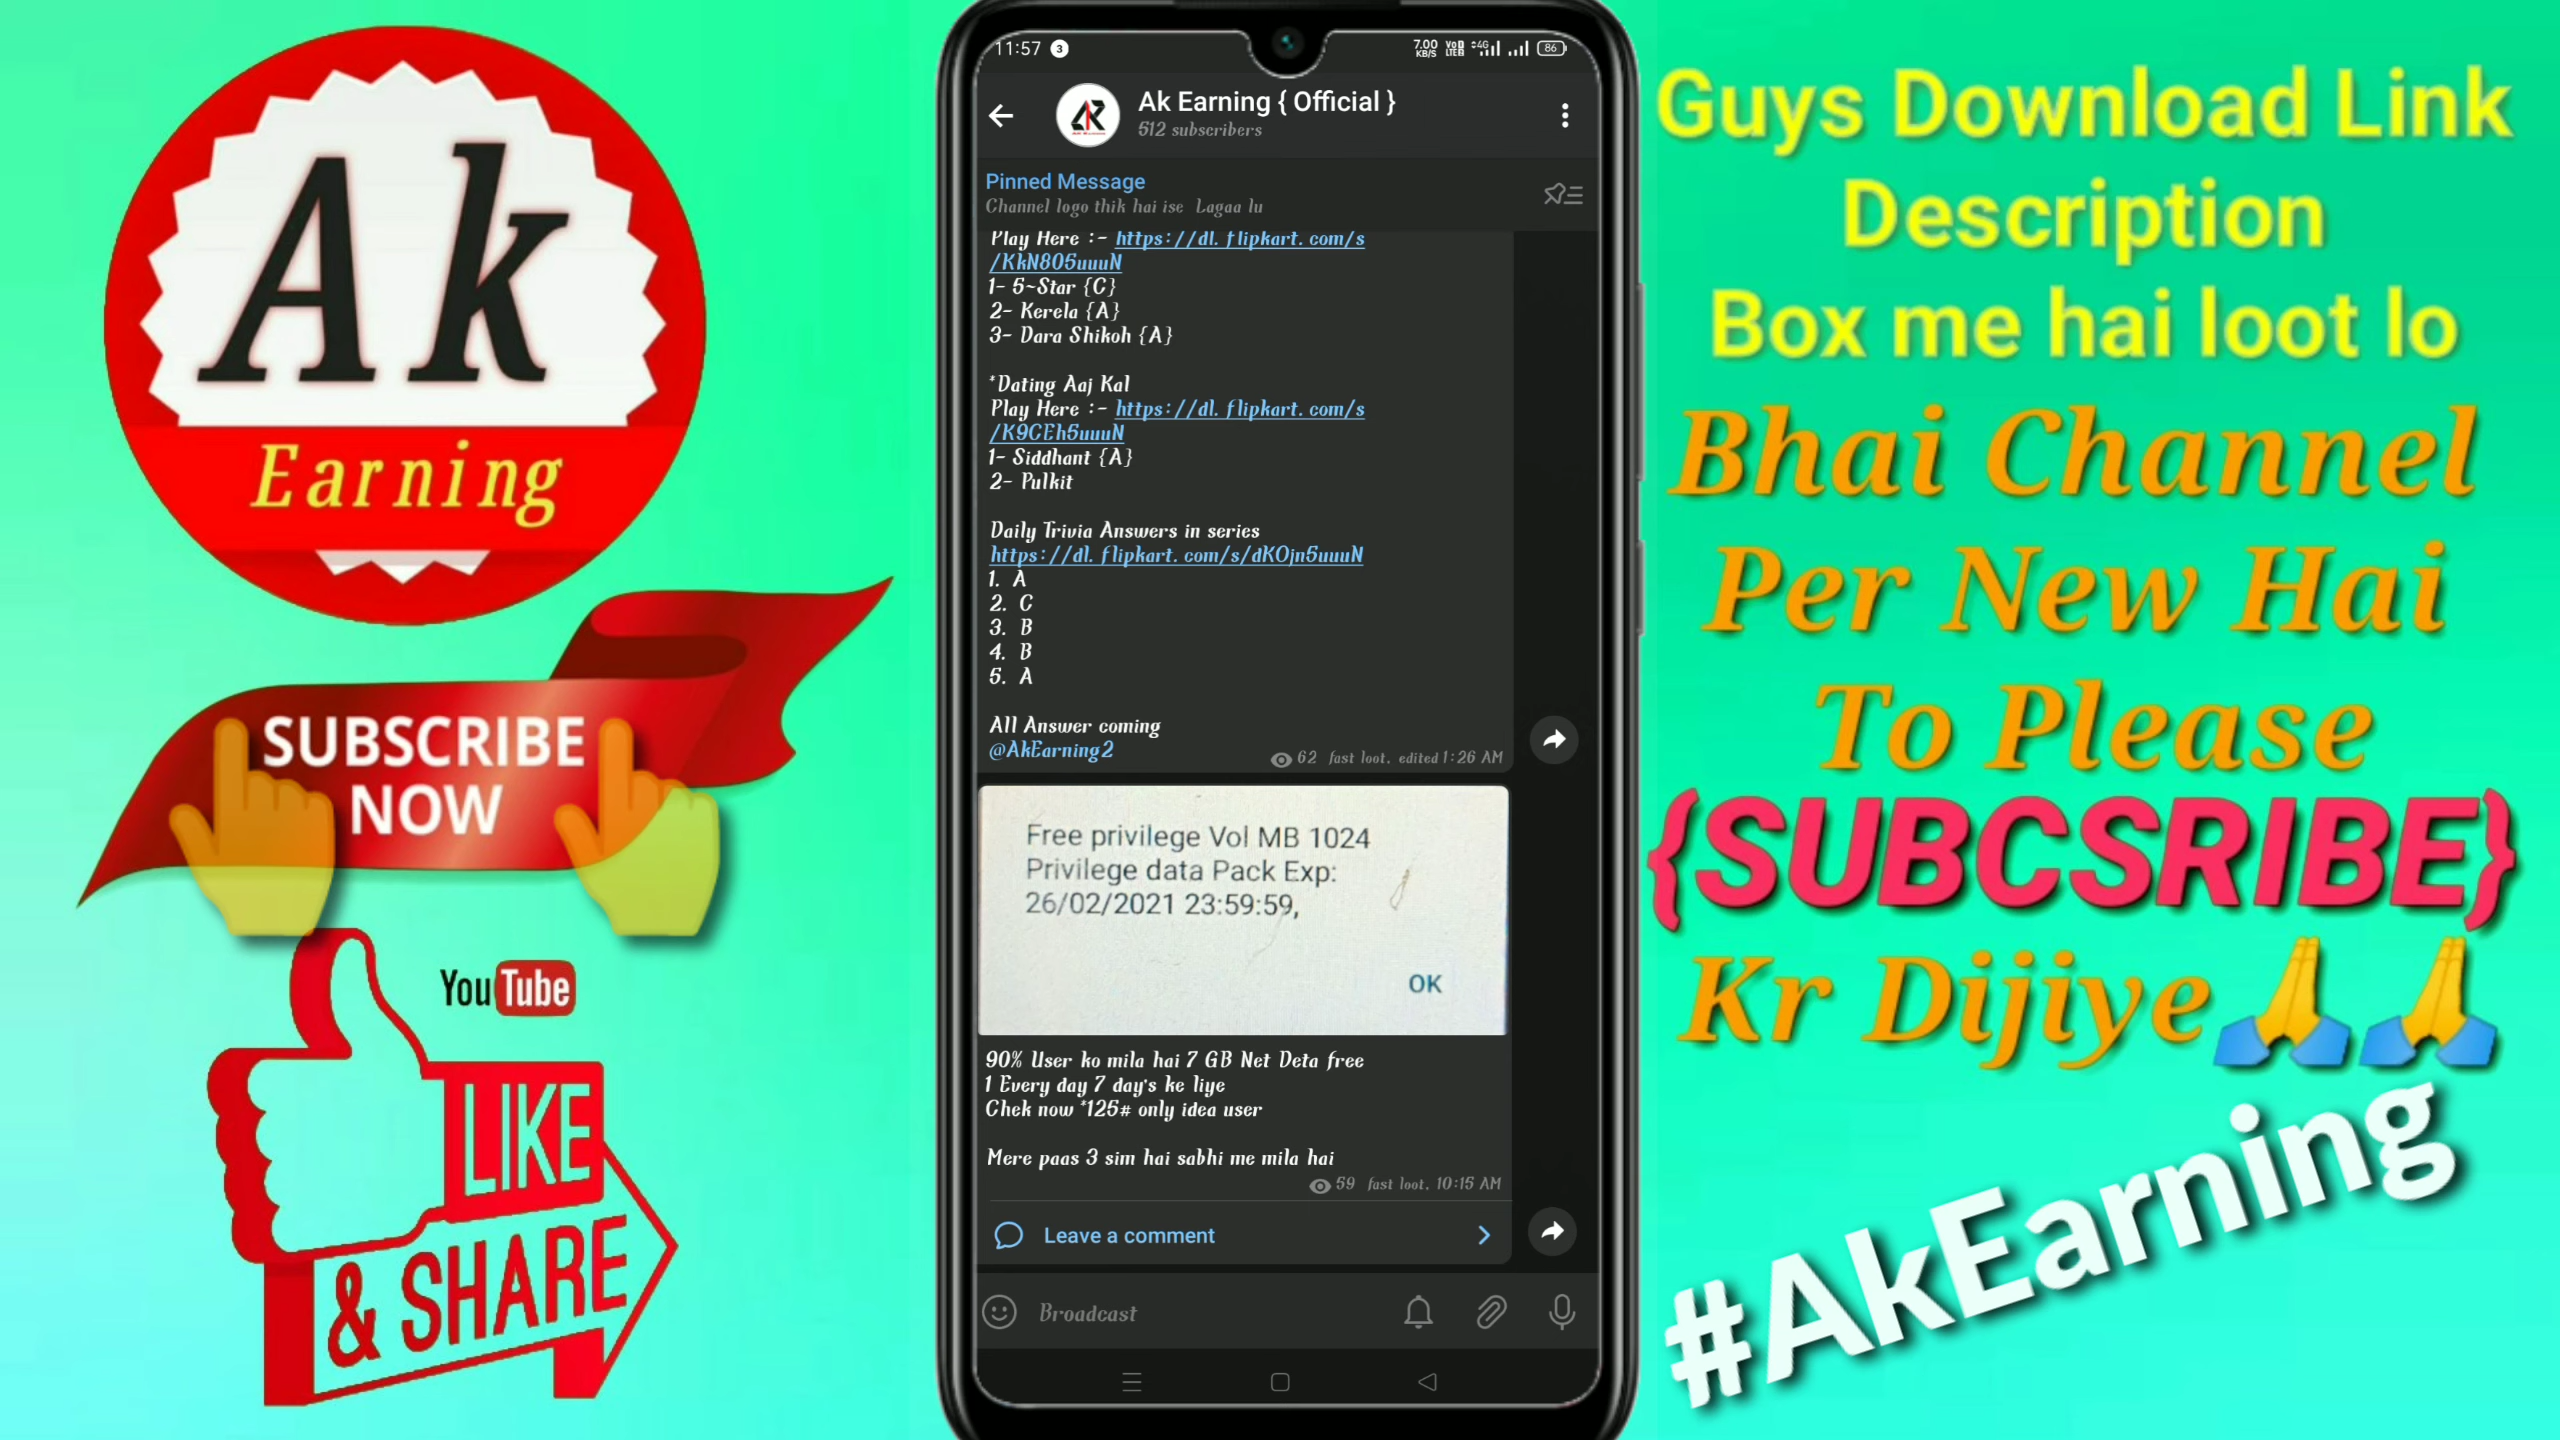 Ak
Earning
SUBSCRIBE
NOW
YouTube
LIKE
& SHARE
11:57 3
7.00 KB/S VoD LTE2 4G 86
Ak Earning { Official }
512 subscribers
Pinned Message
Channel logo thik hai ise Lagaa lu
Play Here :- https://dl. flipkart. com/s
/KkN805uuuN
1- 5~Star {C}
2- Kerela {A}
3- Dara Shikoh {A}
*Dating Aaj Kal
Play Here :- https://dl. flipkart. com/s
/K9CEh5uuuN
1- Siddhant {A}
2- Pulkit
Daily Trivia Answers in series
https://dl. flipkart. com/s/dKOjn5uuuN
1. A
2. C
3. B
4. B
5. A
All Answer coming
@AkEarning2
62 fast loot, edited 1:26 AM
Free privilege Vol MB 1024
Privilege data Pack Exp:
26/02/2021 23:59:59,
OK
90% User ko mila hai 7 GB Net Deta free
1 Every day 7 day's ke liye
Chek now *125# only idea user
Mere paas 3 sim hai sabhi me mila hai
59 fast loot, 10:15 AM
Leave a comment
Broadcast
Guys Download Link
Description
Box me hai loot lo
Bhai Channel
Per New Hai
To Please
{SUBCSRIBE}
Kr Dijiye🙏🙏
#AkEarning